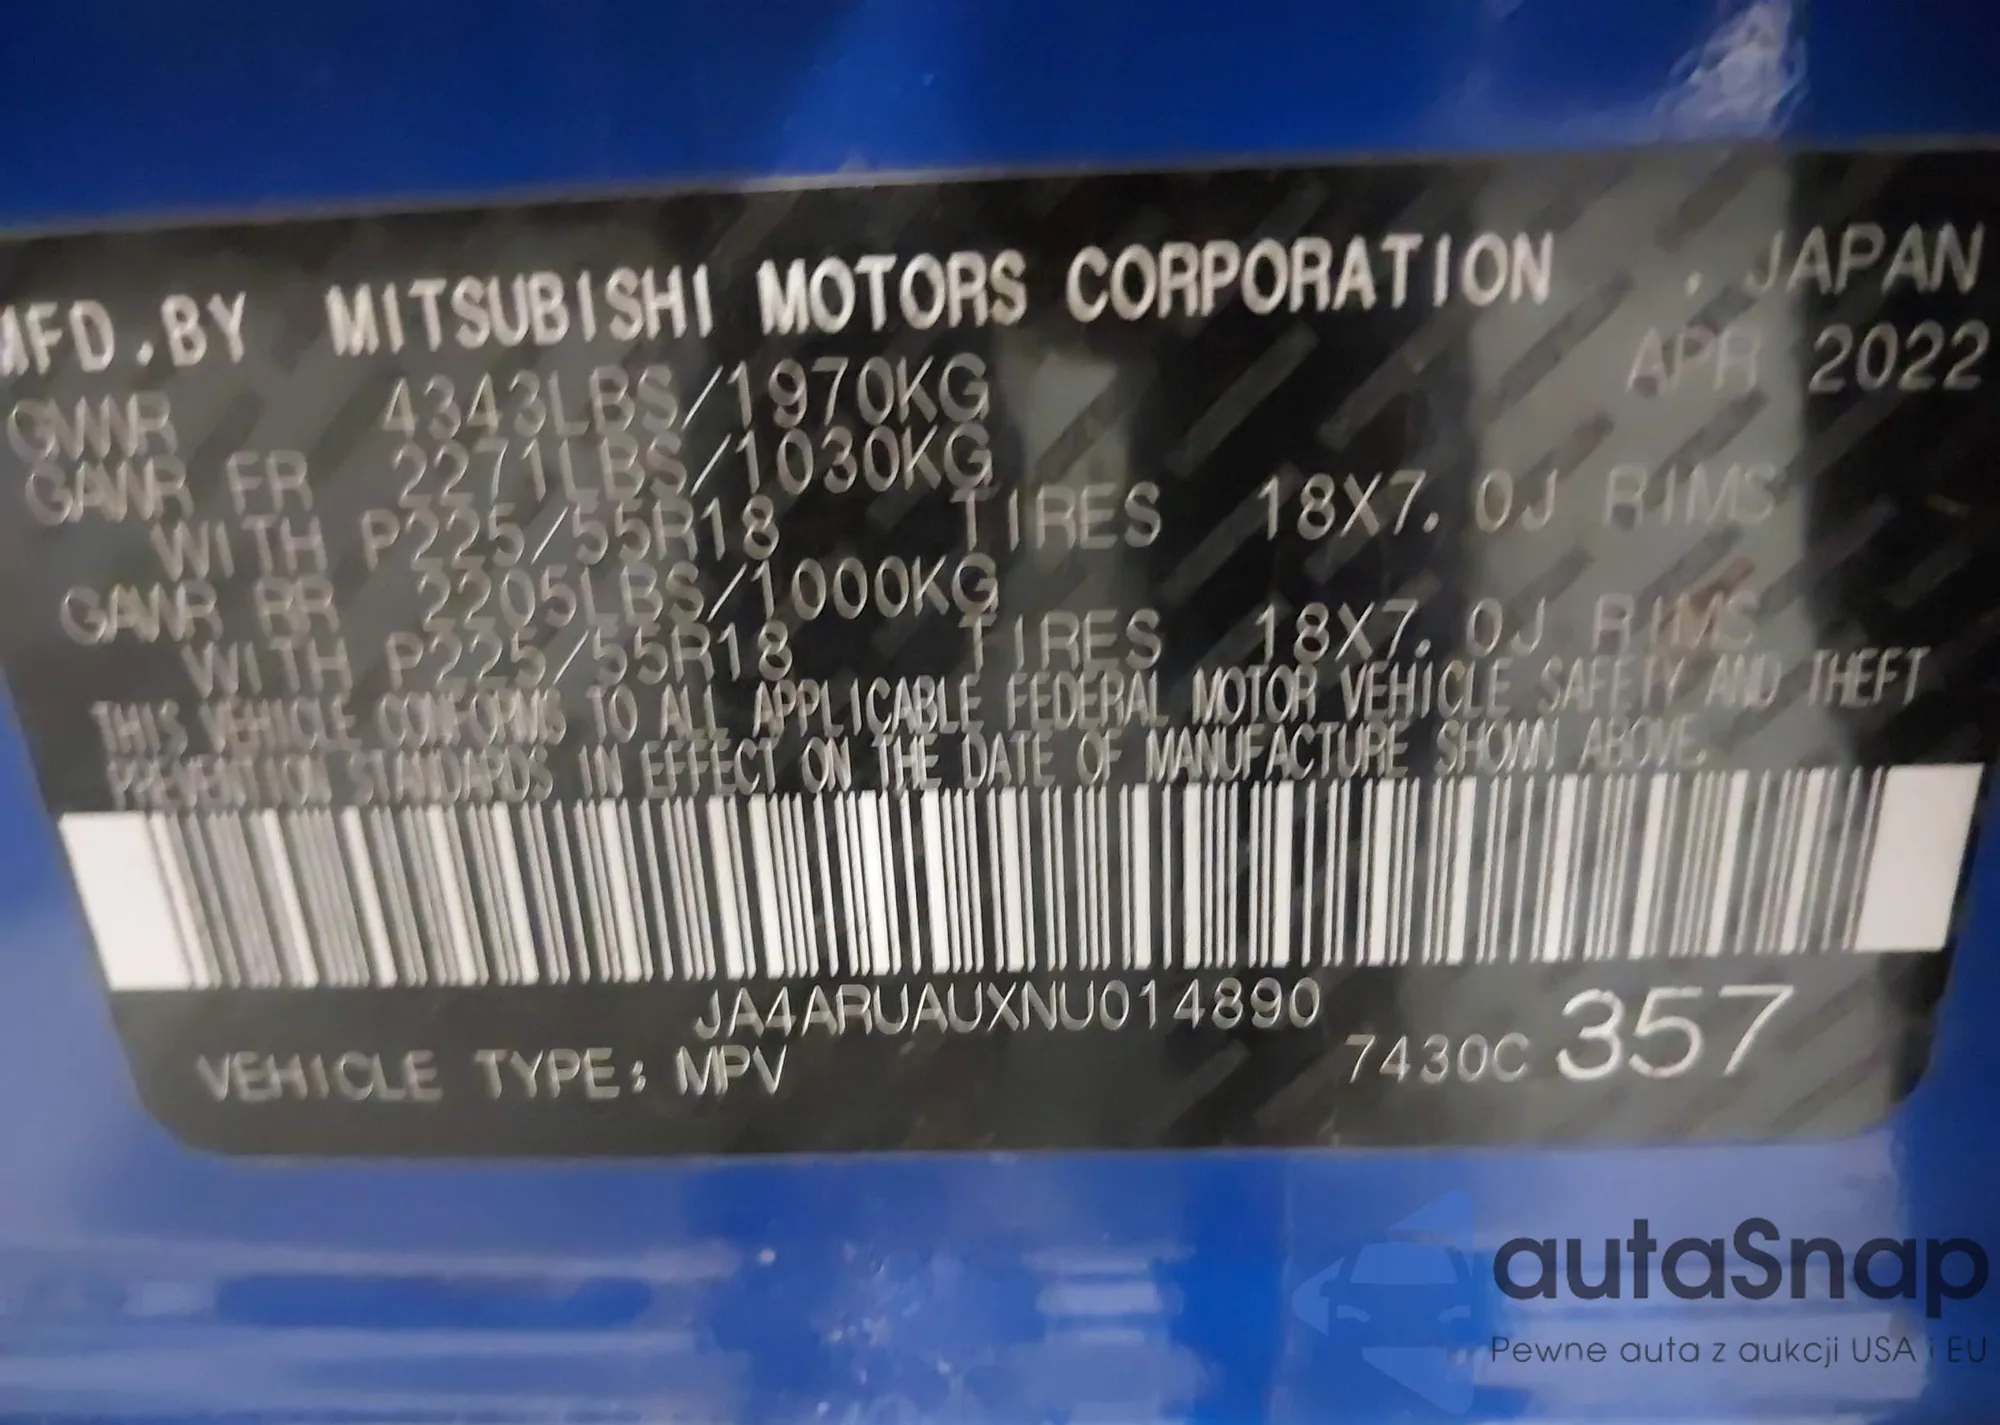 MFD.BY MITSUBISHI MOTORS CORPORATION . JAPAN
APR 2022
GVWR 4343LBS/1970KG
GAWR FR 2271LBS/1030KG
WITH P225/55R18 TIRES 18X7.0J RIMS
GAWR RR 2205LBS/1000KG
WITH P225/55R18 TIRES 18X7.0J RIMS
THIS VEHICLE CONFORMS TO ALL APPLICABLE FEDERAL MOTOR VEHICLE SAFETY AND THEFT
PREVENTION STANDARDS IN EFFECT ON THE DATE OF MANUFACTURE SHOWN ABOVE.
JA4ARUAUXNU014890
VEHICLE TYPE: MPV 7430C 357
autaSnap
Pewne auta z aukcji USA i EU